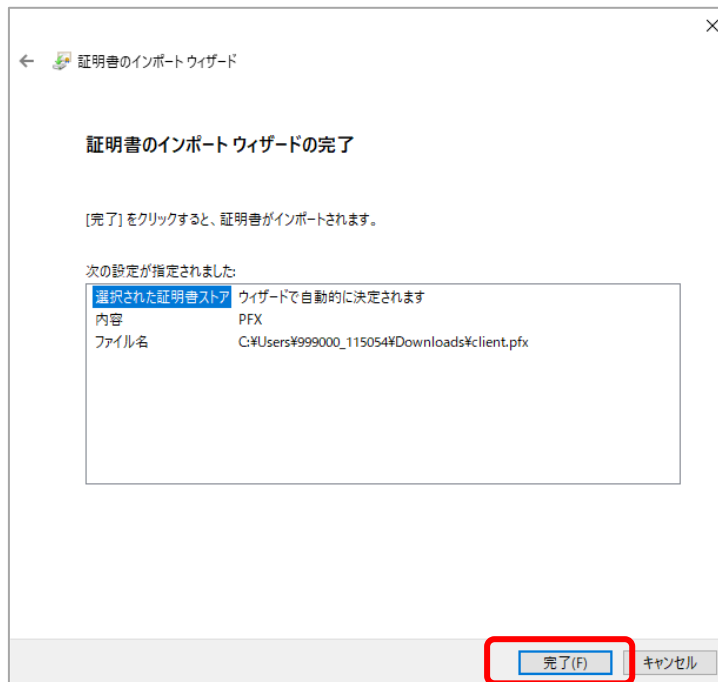 証明書のインポート ウィザード
証明書のインポート ウィザードの完了
[完了] をクリックすると、証明書がインポートされます。
次の設定が指定されました:
選択された証明書ストア ウィザードで自動的に決定されます
内容 PFX
ファイル名 C:¥Users¥999000_115054¥Downloads¥client.pfx
完了(F) キャンセル